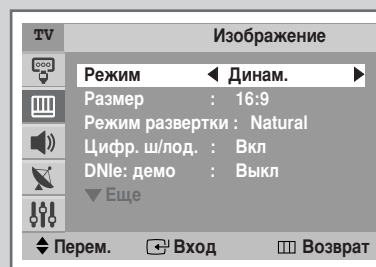 TV Изображение
Режим Динам.
Размер : 16:9
Режим развертки : Natural
Цифр. ш/под. : Вкл
DNIe: демо : Выкл
Еще
Перем. Вход Возврат